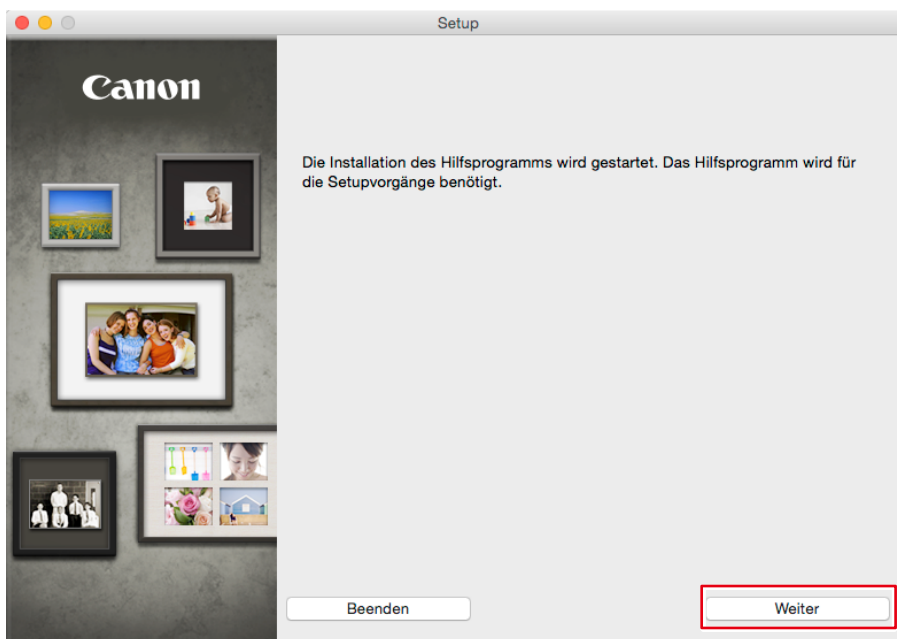 Setup
Canon
Die Installation des Hilfsprogramms wird gestartet. Das Hilfsprogramm wird für
die Setupvorgänge benötigt.
Beenden
Weiter